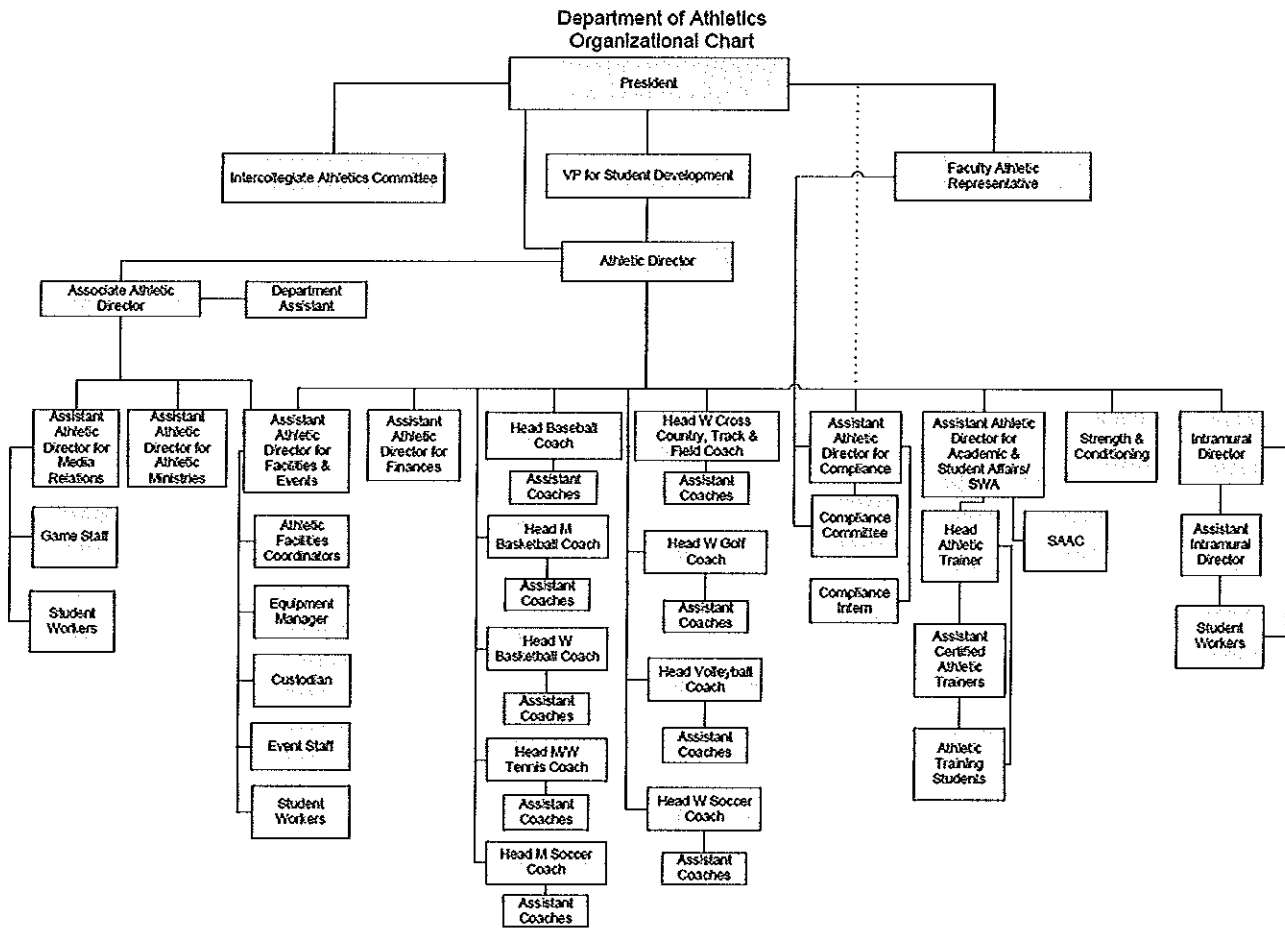 Department of Athletics
Organizational Chart
President
Intercollegiate Athletics Committee
VP for Student Development
Faculty Athletic
Representative
Athletic Director
Associate Athletic
Director
Department
Assistant
Assistant
Athletic
Director for
Media
Relations
Assistant
Athletic
Director for
Athletic
Ministries
Assistant
Athletic
Director for
Facilities &
Events
Assistant
Athletic
Director for
Finances
Head Baseball
Coach
Assistant
Coaches
Head W Cross
Country, Track &
Field Coach
Assistant
Coaches
Assistant
Athletic
Director for
Compliance
Assistant Athletic
Director for
Academic &
Student Affairs/
SWA
Strength &
Conditioning
Intramural
Director
Game Staff
Student
Workers
Athletic
Facilities
Coordinators
Equipment
Manager
Custodian
Event Staff
Student
Workers
Head M
Basketball Coach
Assistant
Coaches
Head W
Basketball Coach
Assistant
Coaches
Head M/W
Tennis Coach
Assistant
Coaches
Head M Soccer
Coach
Assistant
Coaches
Head W Golf
Coach
Assistant
Coaches
Head Volleyball
Coach
Assistant
Coaches
Head W Soccer
Coach
Assistant
Coaches
Compliance
Committee
Compliance
Intern
Head
Athletic
Trainer
SAAC
Assistant
Certified
Athletic
Trainers
Athletic
Training
Students
Assistant
Intramural
Director
Student
Workers